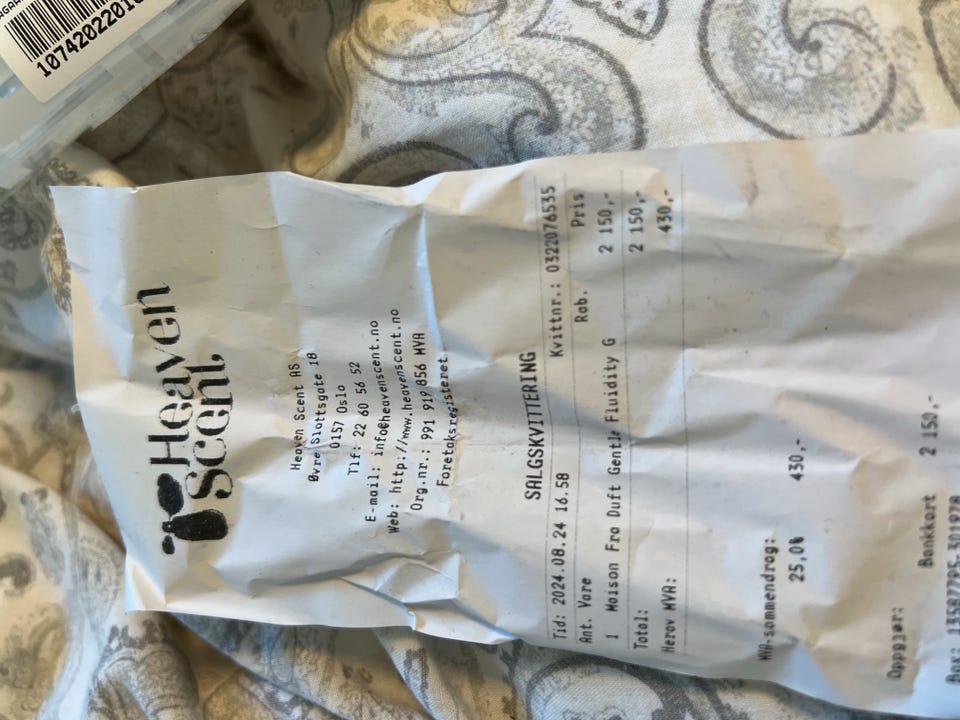 1074202201
Heaven
Scent
Heaven Scent AS
Øvre Slottsgate 18
0157 Oslo
Tlf: 22 60 56 52
E-mail: info@heavenscent.no
Web: http://www.heavenscent.no
Org.nr.: 991 919 856 MVA
Foretaksregisteret
SALGSKVITTERING
Tid: 2024.08.24 16.58 Kvittnr.: 0322076535
Ant. Vare Rab. Pris
1 Maison Fra Duft Gentle Fluidity G 2 150,-
Total: 2 150,-
Herav MVA: 430,-
MVA-sammendrag:
25,0% 430,-
Oppgjør:
Bankkort 2 150,-